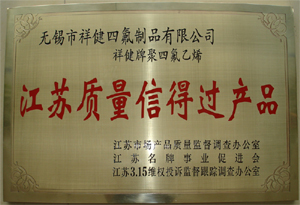 无锡市祥健四氟制品有限公司
祥健牌聚四氟乙烯
江苏质量信得过产品
江苏市场产品质量监督调查办公室
江苏名牌事业促进会
江苏3.15维权投诉监督跟踪调查办公室